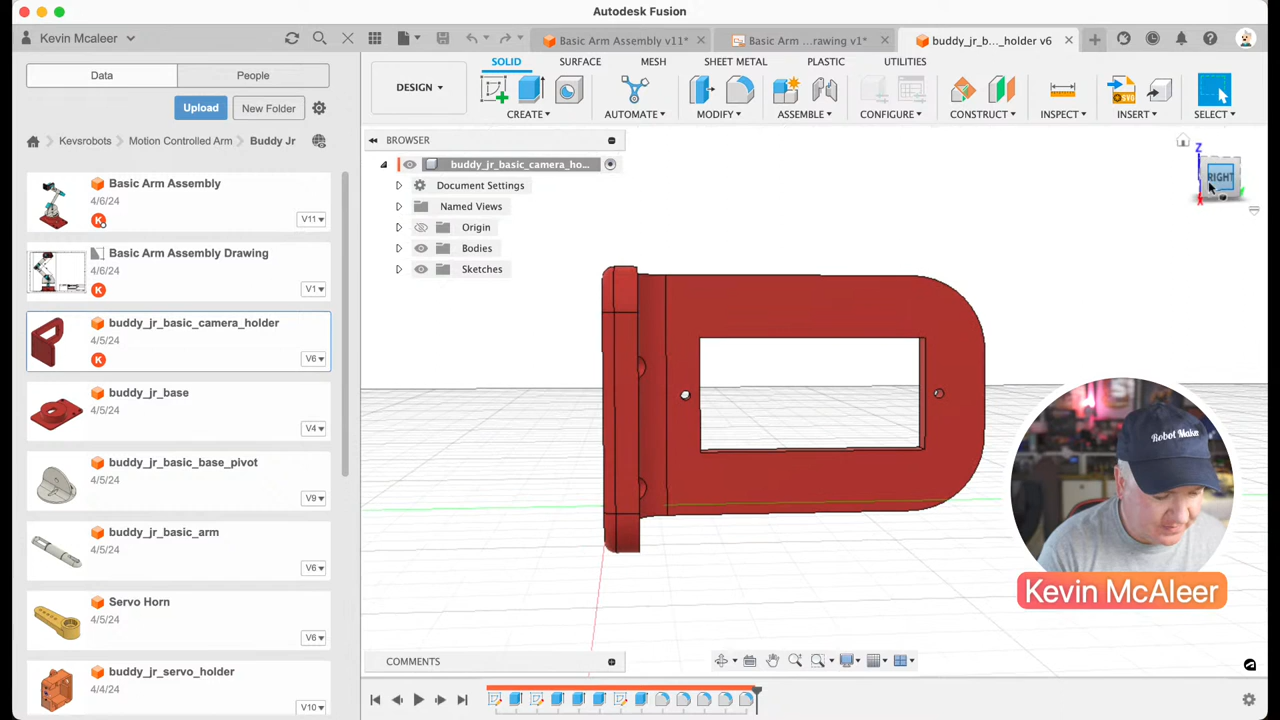 Autodesk Fusion
Kevin Mcaleer
Basic Arm Assembly v11*
Basic Arm ...rawing v1*
buddy_jr_b..._holder v6
Data
People
Upload
New Folder
Kevsrobots
Motion Controlled Arm
Buddy Jr
DESIGN
SOLID
SURFACE
MESH
SHEET METAL
PLASTIC
UTILITIES
CREATE
AUTOMATE
MODIFY
ASSEMBLE
CONFIGURE
CONSTRUCT
INSPECT
INSERT
SELECT
SVG
BROWSER
buddy_jr_basic_camera_ho...
Document Settings
Named Views
Origin
Bodies
Sketches
Z
RIGHT
X
Y
Basic Arm Assembly
4/6/24
K
V11
Basic Arm Assembly Drawing
4/6/24
K
V1
buddy_jr_basic_camera_holder
4/5/24
K
V6
buddy_jr_base
4/5/24
V4
buddy_jr_basic_base_pivot
4/5/24
V9
buddy_jr_basic_arm
4/5/24
V6
Servo Horn
4/5/24
V6
buddy_jr_servo_holder
4/4/24
V10
Robot Make
Kevin McAleer
COMMENTS